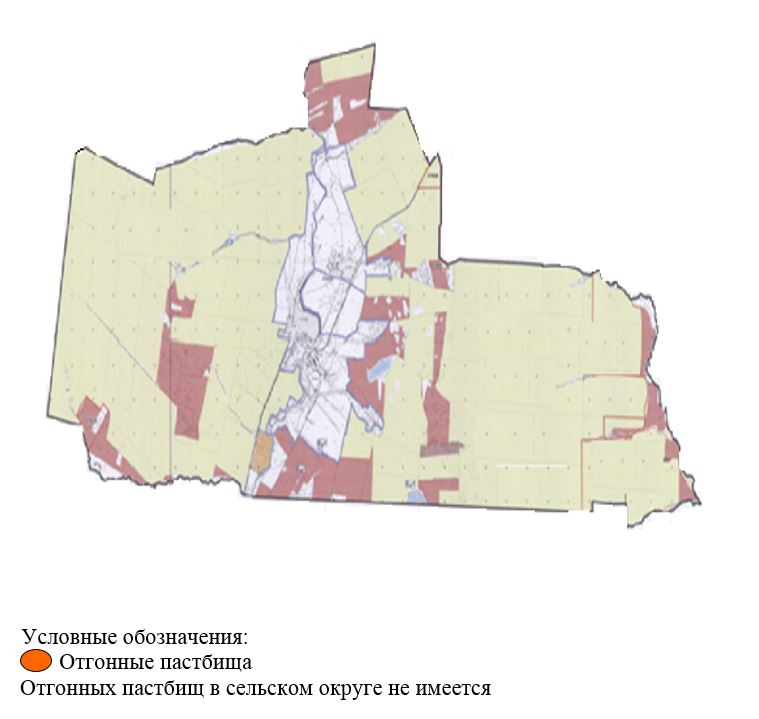 Условные обозначения:
Отгонные пастбища
Отгонных пастбищ в сельском округе не имеется